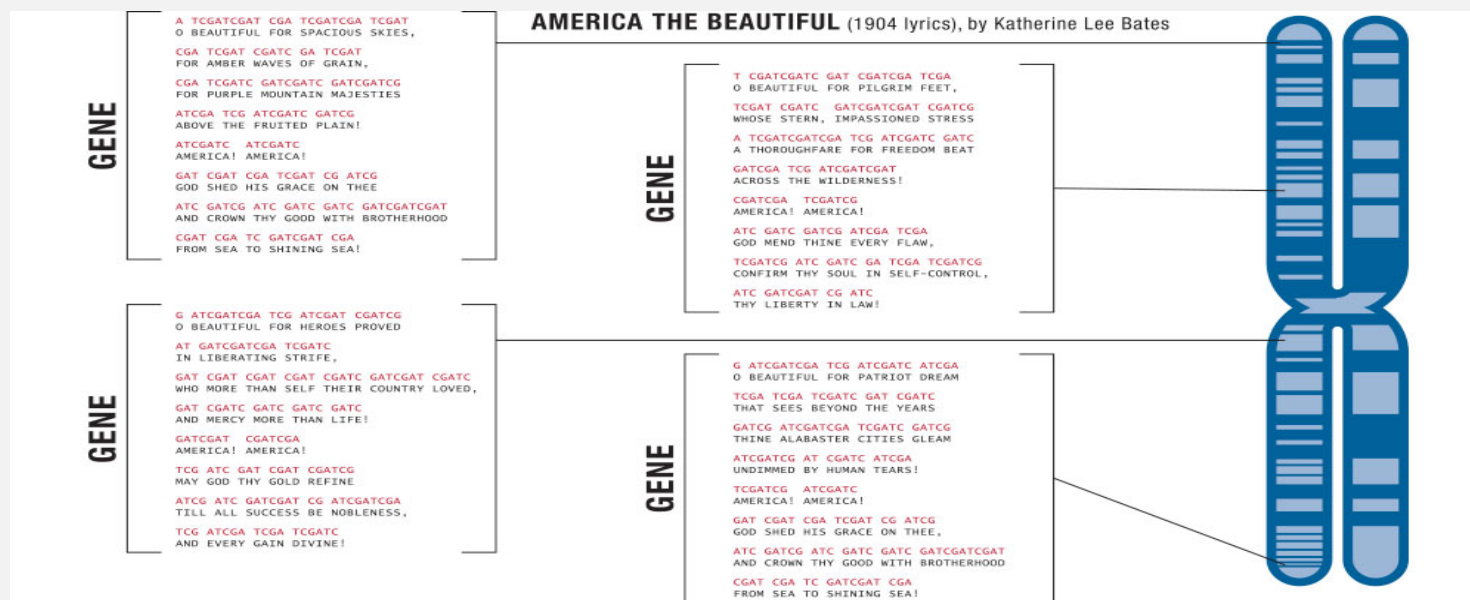 AMERICA THE BEAUTIFUL (1904 lyrics), by Katherine Lee Bates
GENE
A TCGATCGAT CGA TCGATCGA TCGAT
O BEAUTIFUL FOR SPACIOUS SKIES,
CGA TCGAT CGATC GA TCGAT
FOR AMBER WAVES OF GRAIN,
CGA TCGATC GATCGATC GATCGATCG
FOR PURPLE MOUNTAIN MAJESTIES
ATCGA TCG ATCGATC GATCG
ABOVE THE FRUITED PLAIN!
ATCGATC ATCGATC
AMERICA! AMERICA!
GAT CGAT CGA TCGAT CG ATCG
GOD SHED HIS GRACE ON THEE
ATC GATCG ATC GATC GATC GATCGATCGAT
AND CROWN THY GOOD WITH BROTHERHOOD
CGAT CGA TC GATCGAT CGA
FROM SEA TO SHINING SEA!
GENE
T CGATCGATC GAT CGATCGA TCGA
O BEAUTIFUL FOR PILGRIM FEET,
TCGAT CGATC GATCGATCGAT CGATCG
WHOSE STERN, IMPASSIONED STRESS
A TCGATCGATCGA TCG ATCGATC GATC
A THOROUGHFARE FOR FREEDOM BEAT
GATCGA TCG ATCGATCGAT
ACROSS THE WILDERNESS!
CGATCGA TCGATCG
AMERICA! AMERICA!
ATC GATC GATCG ATCGA TCGA
GOD MEND THINE EVERY FLAW,
TCGATCG ATC GATC GA TCGA TCGATCG
CONFIRM THY SOUL IN SELF-CONTROL,
ATC GATCGAT CG ATC
THY LIBERTY IN LAW!
GENE
G ATCGATCGA TCG ATCGAT CGATCG
O BEAUTIFUL FOR HEROES PROVED
AT GATCGATCGA TCGATC
IN LIBERATING STRIFE,
GAT CGAT CGAT CGAT CGATC GATCGAT CGATC
WHO MORE THAN SELF THEIR COUNTRY LOVED,
GAT CGATC GATC GATC GATC
AND MERCY MORE THAN LIFE!
GATCGAT CGATCGA
AMERICA! AMERICA!
TCG ATC GAT CGAT CGATCG
MAY GOD THY GOLD REFINE
ATCG ATC GATCGAT CG ATCGATCGA
TILL ALL SUCCESS BE NOBLENESS,
TCG ATCGA TCGA TCGATC
AND EVERY GAIN DIVINE!
GENE
G ATCGATCGA TCG ATCGATC ATCGA
O BEAUTIFUL FOR PATRIOT DREAM
TCGA TCGA TCGATC GAT CGATC
THAT SEES BEYOND THE YEARS
GATCG ATCGATCGA TCGATC GATCG
THINE ALABASTER CITIES GLEAM
ATCGATCG AT CGATC ATCGA
UNDIMMED BY HUMAN TEARS!
TCGATCG ATCGATC
AMERICA! AMERICA!
GAT CGAT CGA TCGAT CG ATCG
GOD SHED HIS GRACE ON THEE,
ATC GATCG ATC GATC GATC GATCGATCGAT
AND CROWN THY GOOD WITH BROTHERHOOD
CGAT CGA TC GATCGAT CGA
FROM SEA TO SHINING SEA!